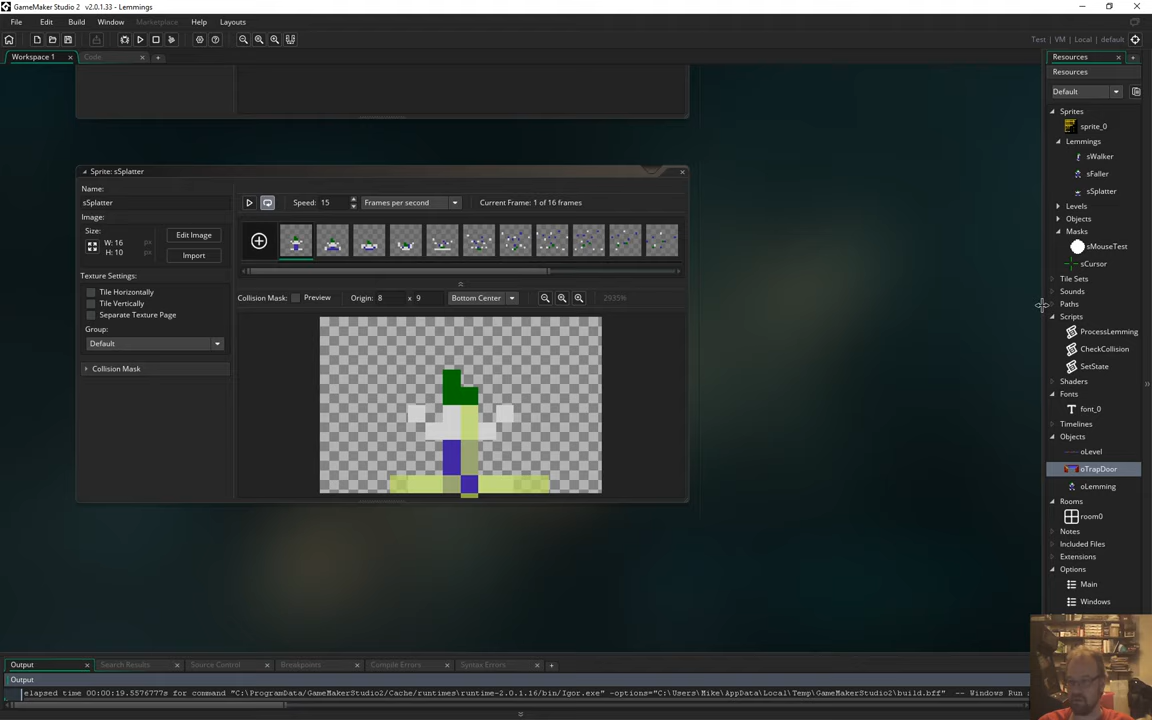 GameMaker Studio 2   v2.0.1.33 - Lemmings
File Edit Build Window Marketplace Help Layouts
Test | VM | Local | default
Workspace 1
Code
Resources
Resources
Default
Sprites
sprite_0
Lemmings
sWalker
sFaller
sSplatter
Levels
Objects
Masks
sMouseTest
sCursor
Tile Sets
Sounds
Paths
Scripts
ProcessLemming
CheckCollision
SetState
Shaders
Fonts
font_0
Timelines
Objects
oLevel
oTrapDoor
oLemming
Rooms
room0
Notes
Included Files
Extensions
Options
Main
Windows
Sprite: sSplatter
Name:
sSplatter
Image:
Size:
W: 16 px
H: 10 px
Edit Image
Import
Texture Settings:
Tile Horizontally
Tile Vertically
Separate Texture Page
Group:
Default
Collision Mask
Speed: 15 Frames per second Current Frame: 1 of 16 frames
Collision Mask: Preview Origin: 8 x 9 Bottom Center 2935%
Output Search Results Source Control Breakpoints Compile Errors Syntax Errors
Output
elapsed time 00:00:19.5576777s for command "C:\ProgramData/GameMakerStudio2/Cache/runtimes\runtime-2.0.1.16/bin/Igor.exe" -options="C:\Users\Mike\AppData\Local\Temp\GameMakerStudio2\build.bff" -- Windows Run